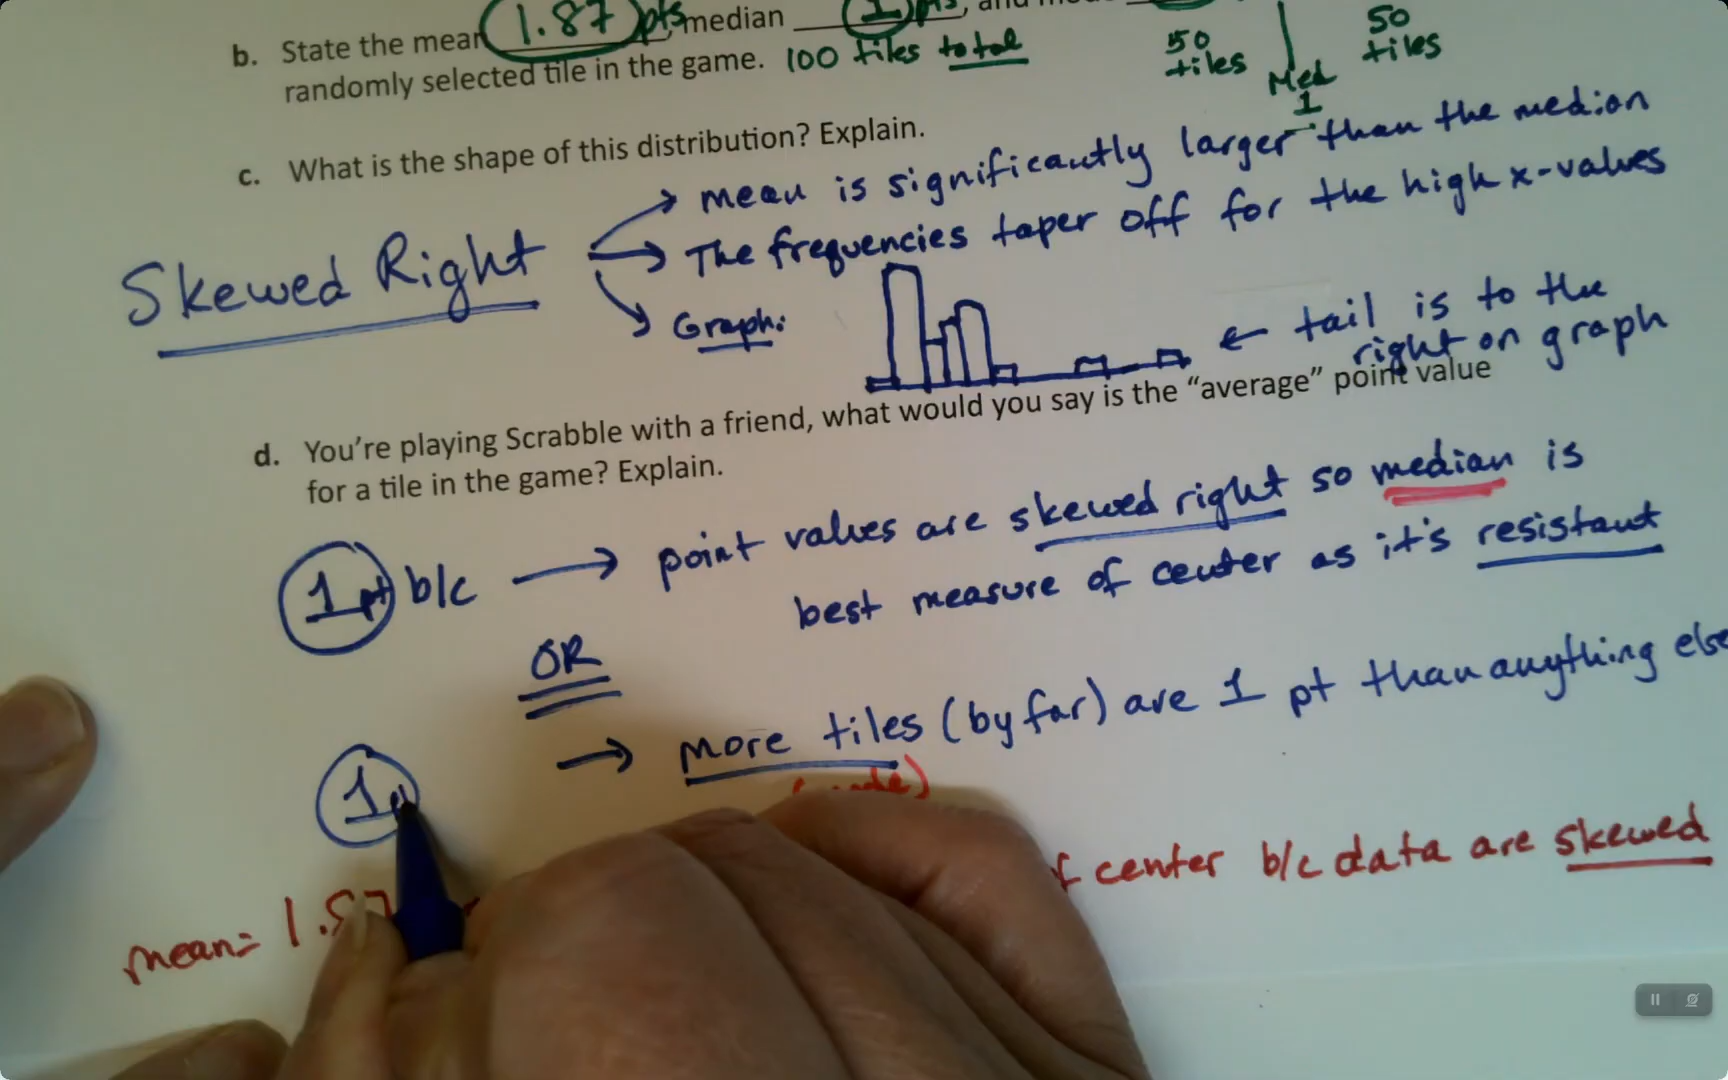 b. State the mean 1.87 pts, median 1 pts, and
randomly selected tile in the game. 100 tiles total
50 tiles
Med
1
50 tiles
c. What is the shape of this distribution? Explain.
Skewed Right
→ mean is significantly larger than the median
→ The frequencies taper off for the high x-values
Graph:
← tail is to the
right on graph
d. You're playing Scrabble with a friend, what would you say is the "average" point value
for a tile in the game? Explain.
1 pt b/c → point values are skewed right so median is
best measure of center as it's resistant
OR
→ more tiles (by far) are 1 pt than anything else
1
center b/c data are skewed
mean = 1.87